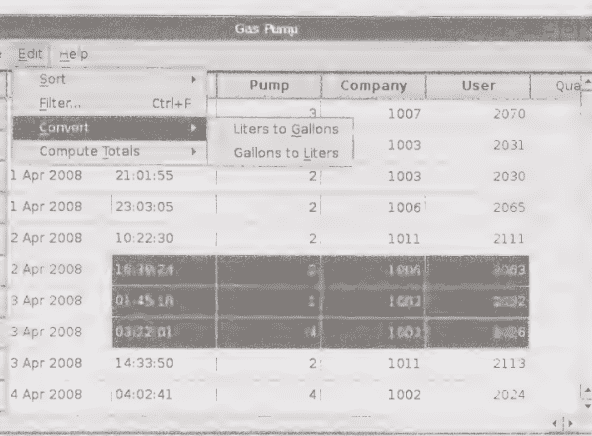 Gas Pump
Edit Help
Sort
Filter... Ctrl+F
Convert
Compute Totals
Liters to Gallons
Gallons to Liters
Pump Company User Qua
3 1007 2070
1003 2031
1 Apr 2008 21:01:55 2 1003 2030
1 Apr 2008 23:03:05 2 1006 2065
2 Apr 2008 10:22:30 2 1011 2111
2 Apr 2008
3 Apr 2008
3 Apr 2008
3 Apr 2008 14:33:50 2 1011 2113
4 Apr 2008 04:02:41 4 1002 2024